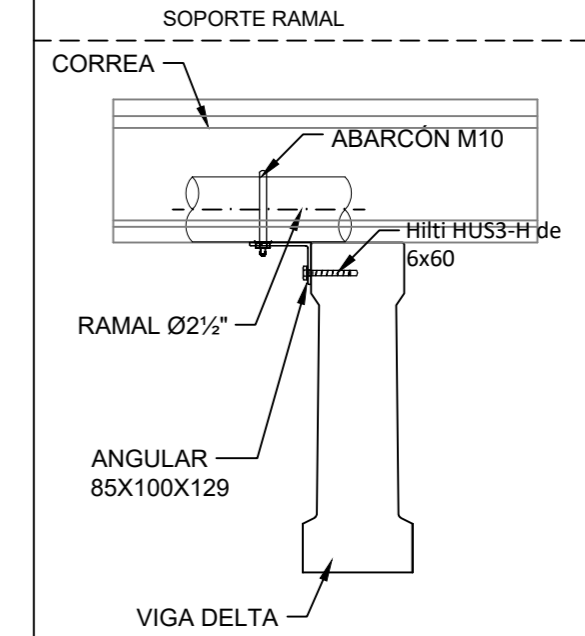 SOPORTE RAMAL
CORREA
ABARCÓN M10
Hilti HUS3-H de
6x60
RAMAL Ø2½"
ANGULAR
85X100X129
VIGA DELTA